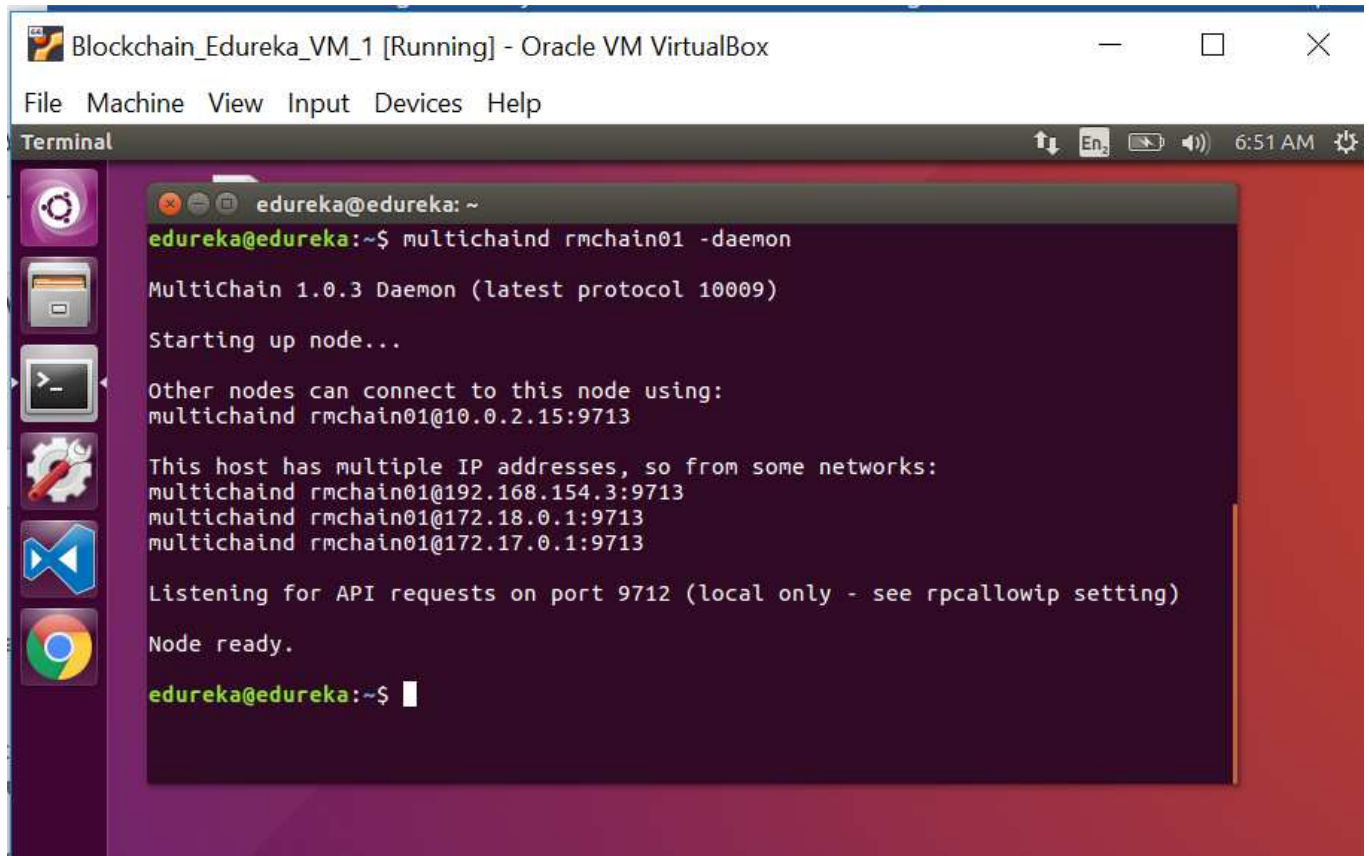 Blockchain_Edureka_VM_1 [Running] - Oracle VM VirtualBox
File Machine View Input Devices Help
Terminal
En2
6:51 AM
edureka@edureka: ~
edureka@edureka:~$ multichaind rmchain01 -daemon
MultiChain 1.0.3 Daemon (latest protocol 10009)
Starting up node...
Other nodes can connect to this node using:
multichaind rmchain01@10.0.2.15:9713
This host has multiple IP addresses, so from some networks:
multichaind rmchain01@192.168.154.3:9713
multichaind rmchain01@172.18.0.1:9713
multichaind rmchain01@172.17.0.1:9713
Listening for API requests on port 9712 (local only - see rpcallowip setting)
Node ready.
edureka@edureka:~$